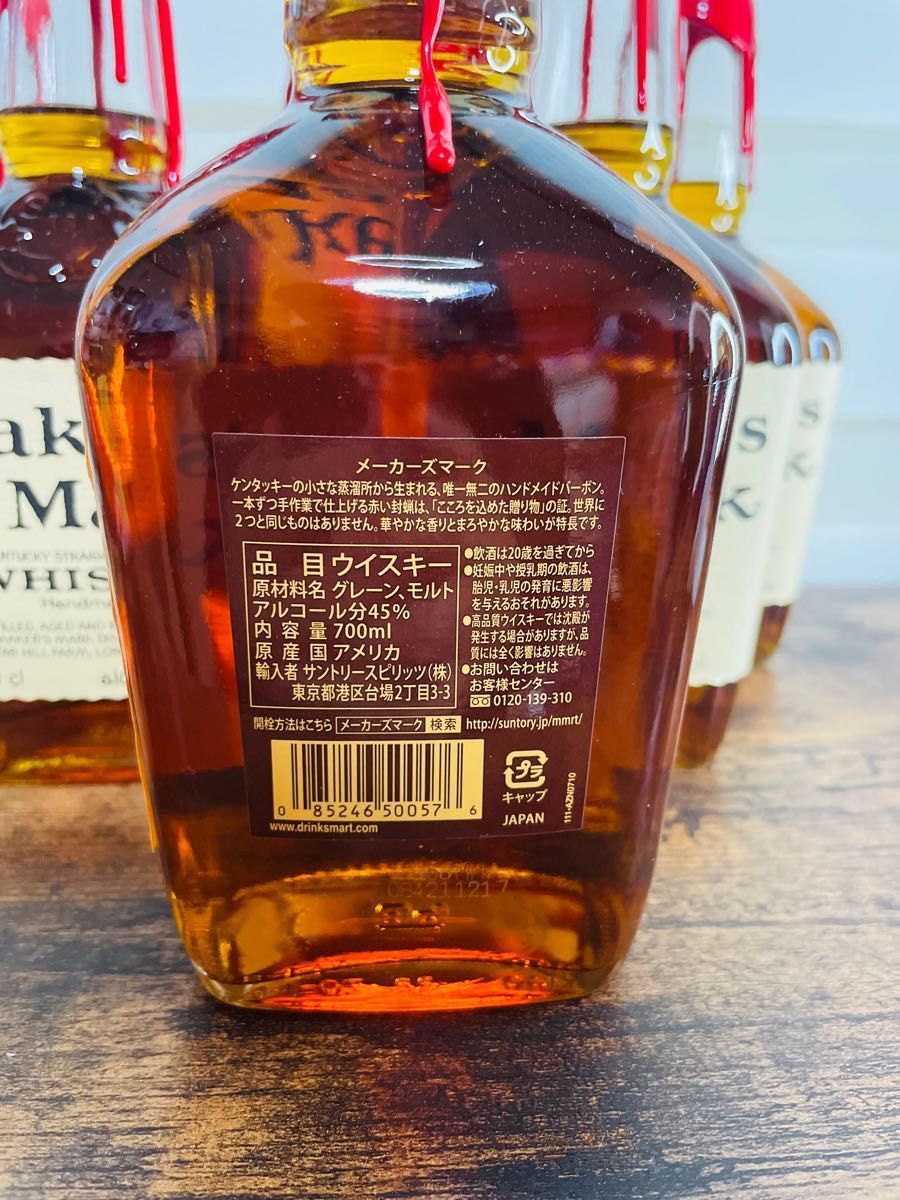 メーカーズマーク
ケンタッキーの小さな蒸溜所から生まれる、唯一無二のハンドメイドバーボン。
一本ずつ手作業で仕上げる赤い封蝋は、「こころを込めた贈り物」の証。世界に
2つと同じものはありません。華やかな香りとまろやかな味わいが特長です。
品 目 ウイスキー
原材料名 グレーン、モルト
アルコール分45%
内容量 700ml
原産国 アメリカ
輸入者 サントリースピリッツ(株)
東京都港区台場2丁目3-3
●飲酒は20歳を過ぎてから
●妊娠中や授乳期の飲酒は、
胎児・乳児の発育に悪影響
を与えるおそれがあります。
●高品質ウイスキーでは沈殿が
発生する場合がありますが、品
質には全く影響はありません。
●お問い合わせは
お客様センター
0120-139-310
開栓方法はこちら メーカーズマーク 検索 http://suntory.jp/mmrt/
0 85246 50057 6
www.drinksmart.com
プラ
キャップ
JAPAN
111-AZN0710
WHIS